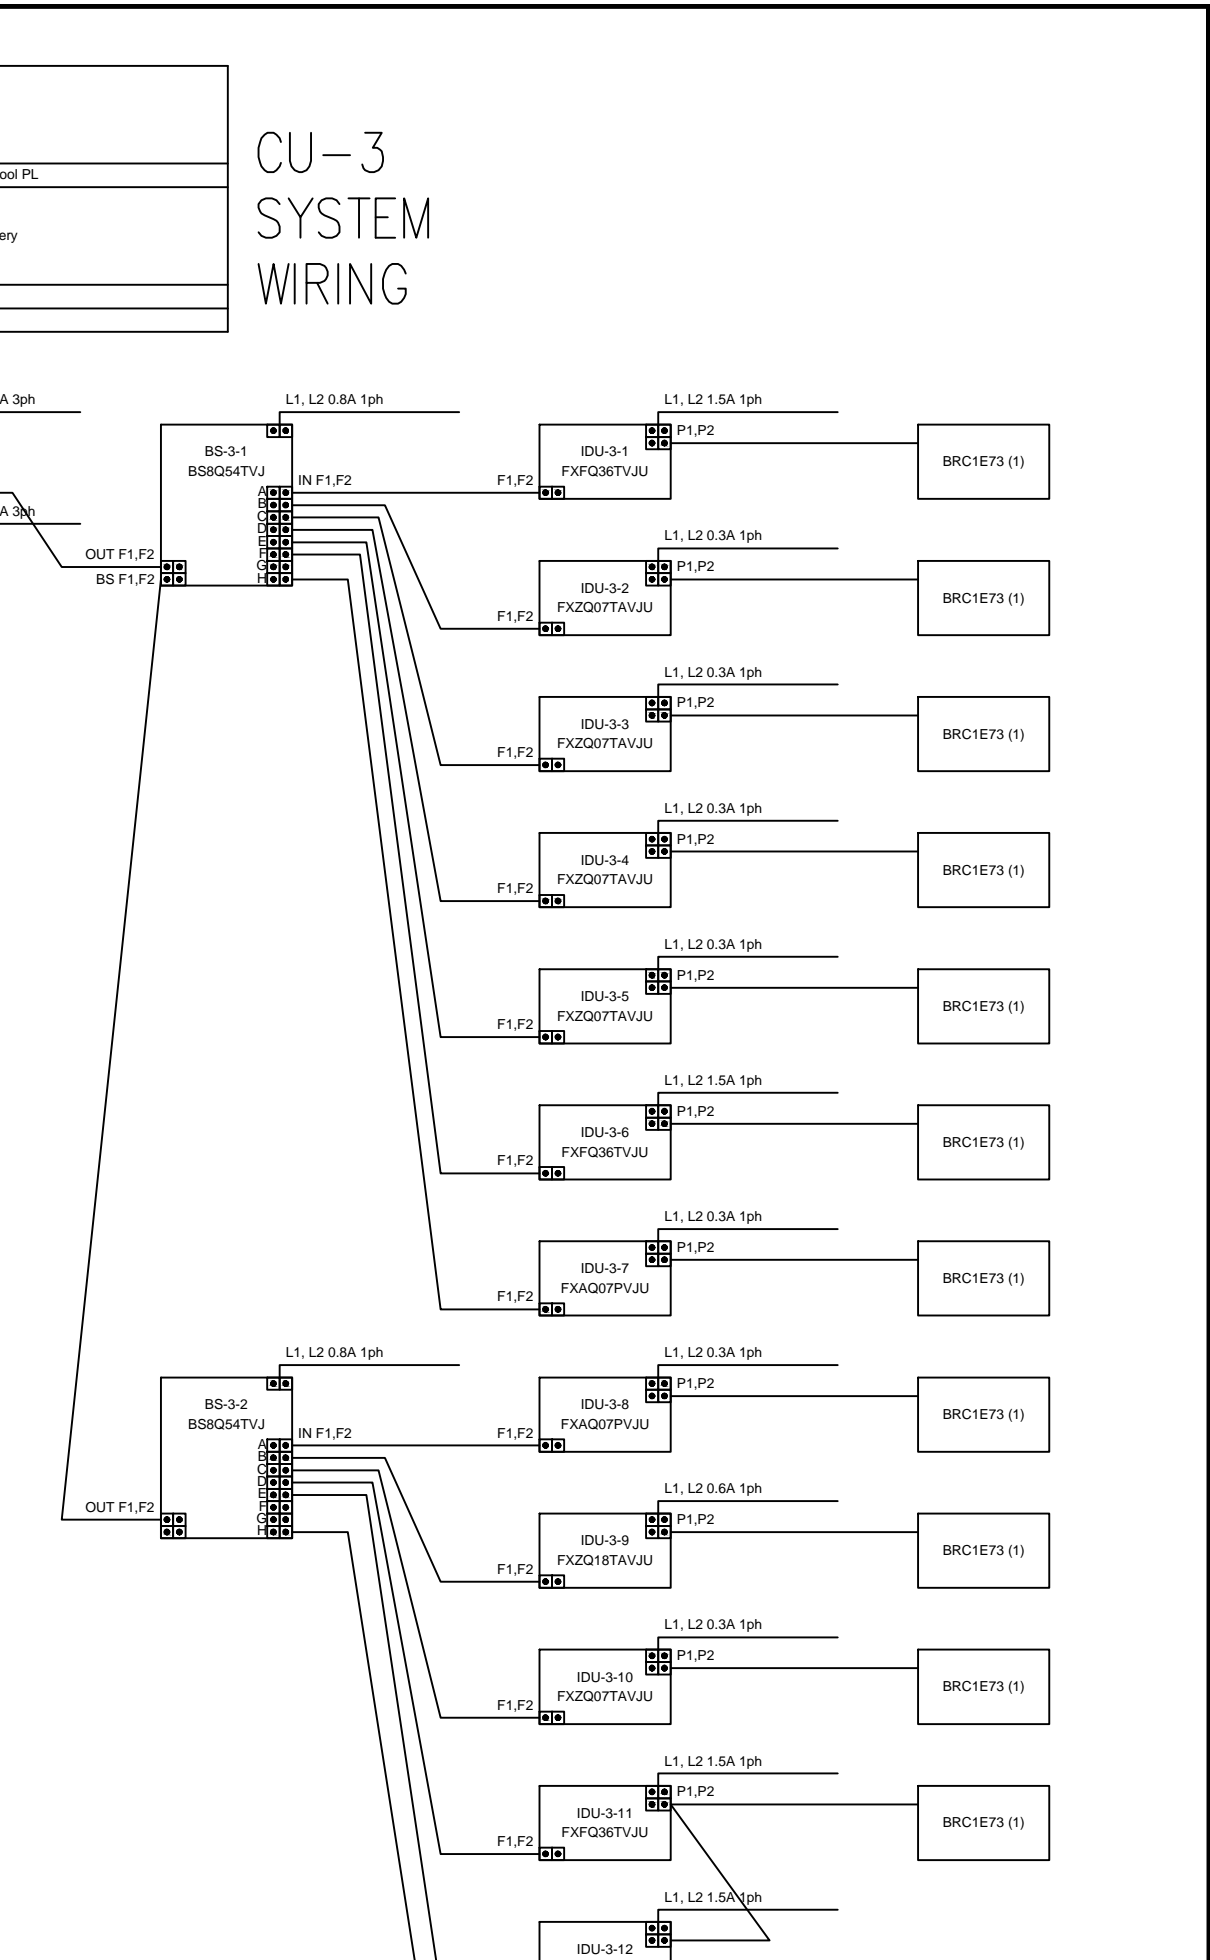 ool PL
ery
CU-3
SYSTEM
WIRING
A 3ph
A 3ph
L1, L2 0.8A 1ph
BS-3-1
BS8Q54TVJ
IN F1,F2
A
B
C
D
E
F
G
H
OUT F1,F2
BS F1,F2
L1, L2 1.5A 1ph
P1,P2
IDU-3-1
FXFQ36TVJU
F1,F2
BRC1E73 (1)
L1, L2 0.3A 1ph
P1,P2
IDU-3-2
FXZQ07TAVJU
F1,F2
BRC1E73 (1)
L1, L2 0.3A 1ph
P1,P2
IDU-3-3
FXZQ07TAVJU
F1,F2
BRC1E73 (1)
L1, L2 0.3A 1ph
P1,P2
IDU-3-4
FXZQ07TAVJU
F1,F2
BRC1E73 (1)
L1, L2 0.3A 1ph
P1,P2
IDU-3-5
FXZQ07TAVJU
F1,F2
BRC1E73 (1)
L1, L2 1.5A 1ph
P1,P2
IDU-3-6
FXFQ36TVJU
F1,F2
BRC1E73 (1)
L1, L2 0.3A 1ph
P1,P2
IDU-3-7
FXAQ07PVJU
F1,F2
BRC1E73 (1)
L1, L2 0.8A 1ph
BS-3-2
BS8Q54TVJ
IN F1,F2
A
B
C
D
E
F
G
H
OUT F1,F2
L1, L2 0.3A 1ph
P1,P2
IDU-3-8
FXAQ07PVJU
F1,F2
BRC1E73 (1)
L1, L2 0.6A 1ph
P1,P2
IDU-3-9
FXZQ18TAVJU
F1,F2
BRC1E73 (1)
L1, L2 0.3A 1ph
P1,P2
IDU-3-10
FXZQ07TAVJU
F1,F2
BRC1E73 (1)
L1, L2 1.5A 1ph
P1,P2
IDU-3-11
FXFQ36TVJU
F1,F2
BRC1E73 (1)
L1, L2 1.5A 1ph
IDU-3-12